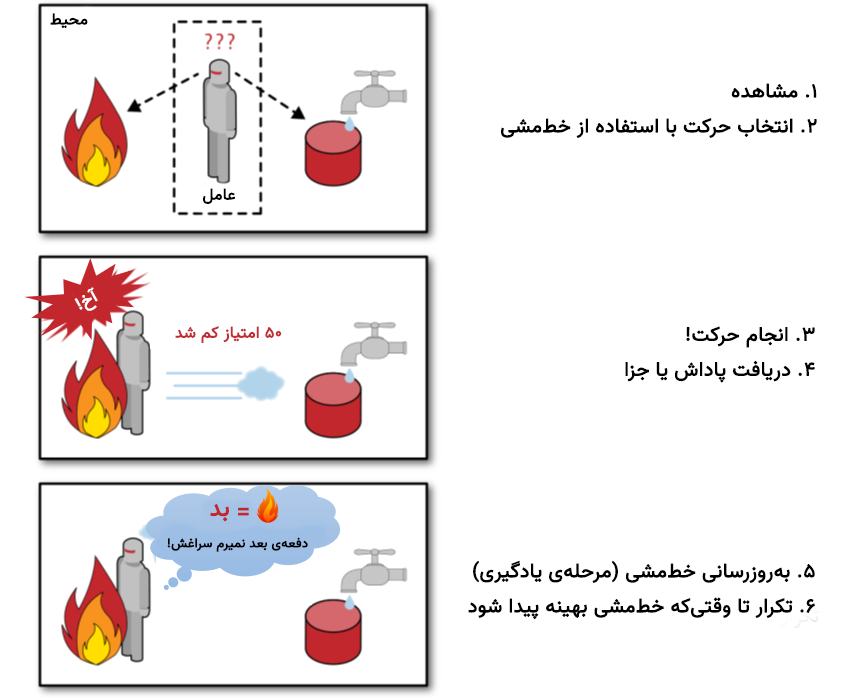 محیط
???
عامل
۱. مشاهده
۲. انتخاب حرکت با استفاده از خط‌مشی
آخ!
۵۰ امتیاز کم شد
۳. انجام حرکت!
۴. دریافت پاداش یا جزا
= بد
دفعه‌ی بعد نمیرم سراغش!
۵. به‌روزرسانی خط‌مشی (مرحله‌ی یادگیری)
۶. تکرار تا وقتی‌که خط‌مشی بهینه پیدا شود